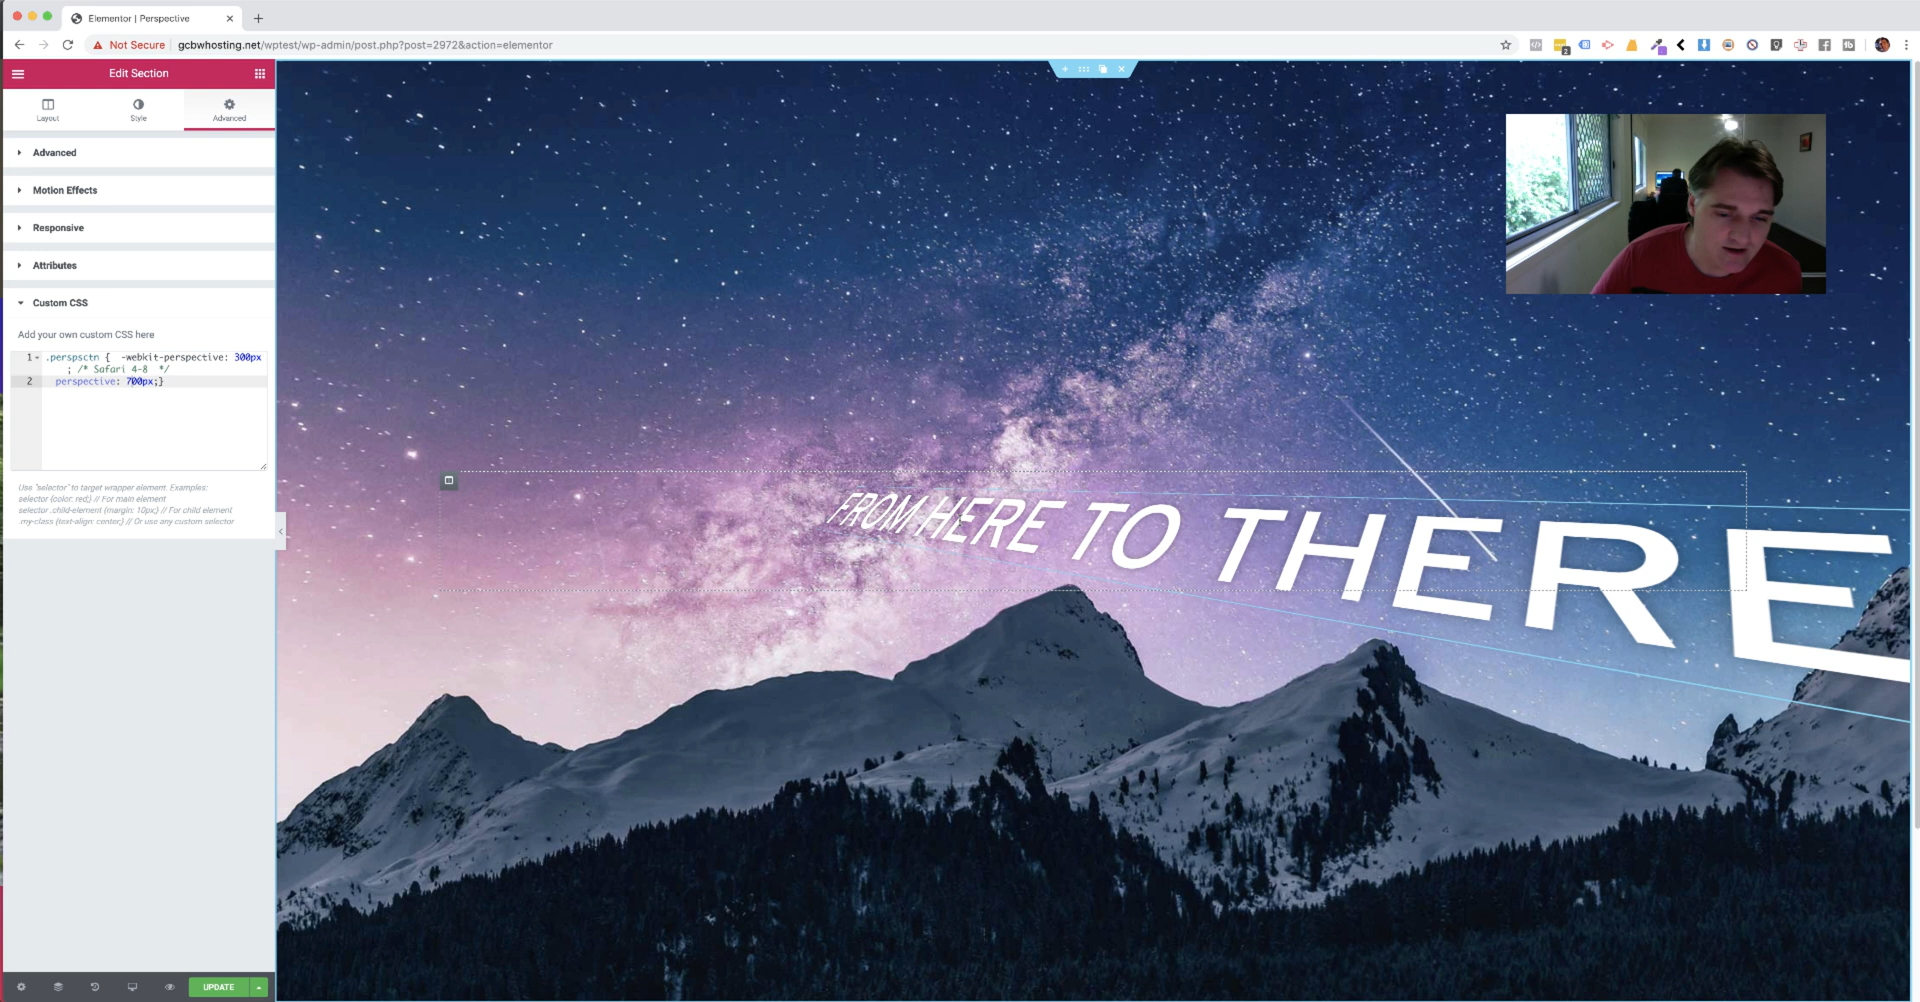 Elementor | Perspective
Not Secure
gcbwhosting.net/wptest/wp-admin/post.php?post=2972&action=elementor
Edit Section
Layout
Style
Advanced
Advanced
Motion Effects
Responsive
Attributes
Custom CSS
Add your own custom CSS here
1 .perspsctn { -webkit-perspective: 300px
; /* Safari 4-8 */
2 perspective: 700px;}
Use "selector" to target wrapper element. Examples:
selector {color: red;} // For main element
selector .child-element {margin: 10px;} // For child element
.my-class {text-align: center;} // Or use any custom selector
FROM HERE TO THERE
UPDATE